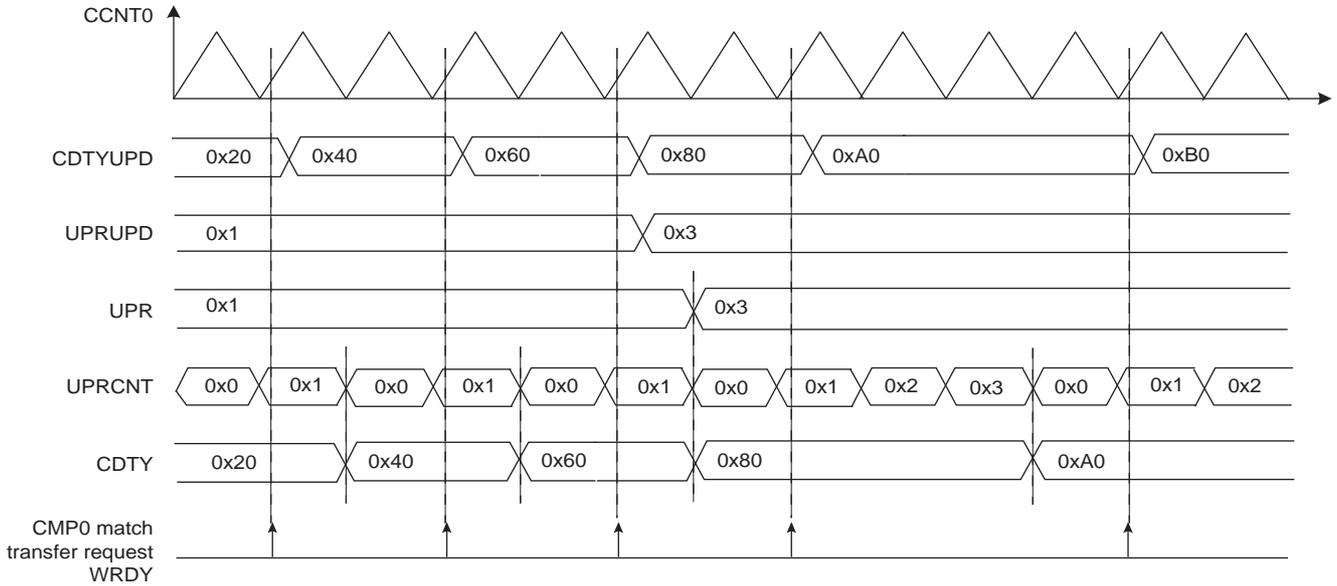 CCNT0
CDTYUPD 0x20 0x40 0x60 0x80 0xA0 0xB0
UPRUPD 0x1 0x3
UPR 0x1 0x3
UPRCNT 0x0 0x1 0x0 0x1 0x0 0x1 0x0 0x1 0x2 0x3 0x0 0x1 0x2
CDTY 0x20 0x40 0x60 0x80 0xA0
CMP0 match
transfer request
WRDY